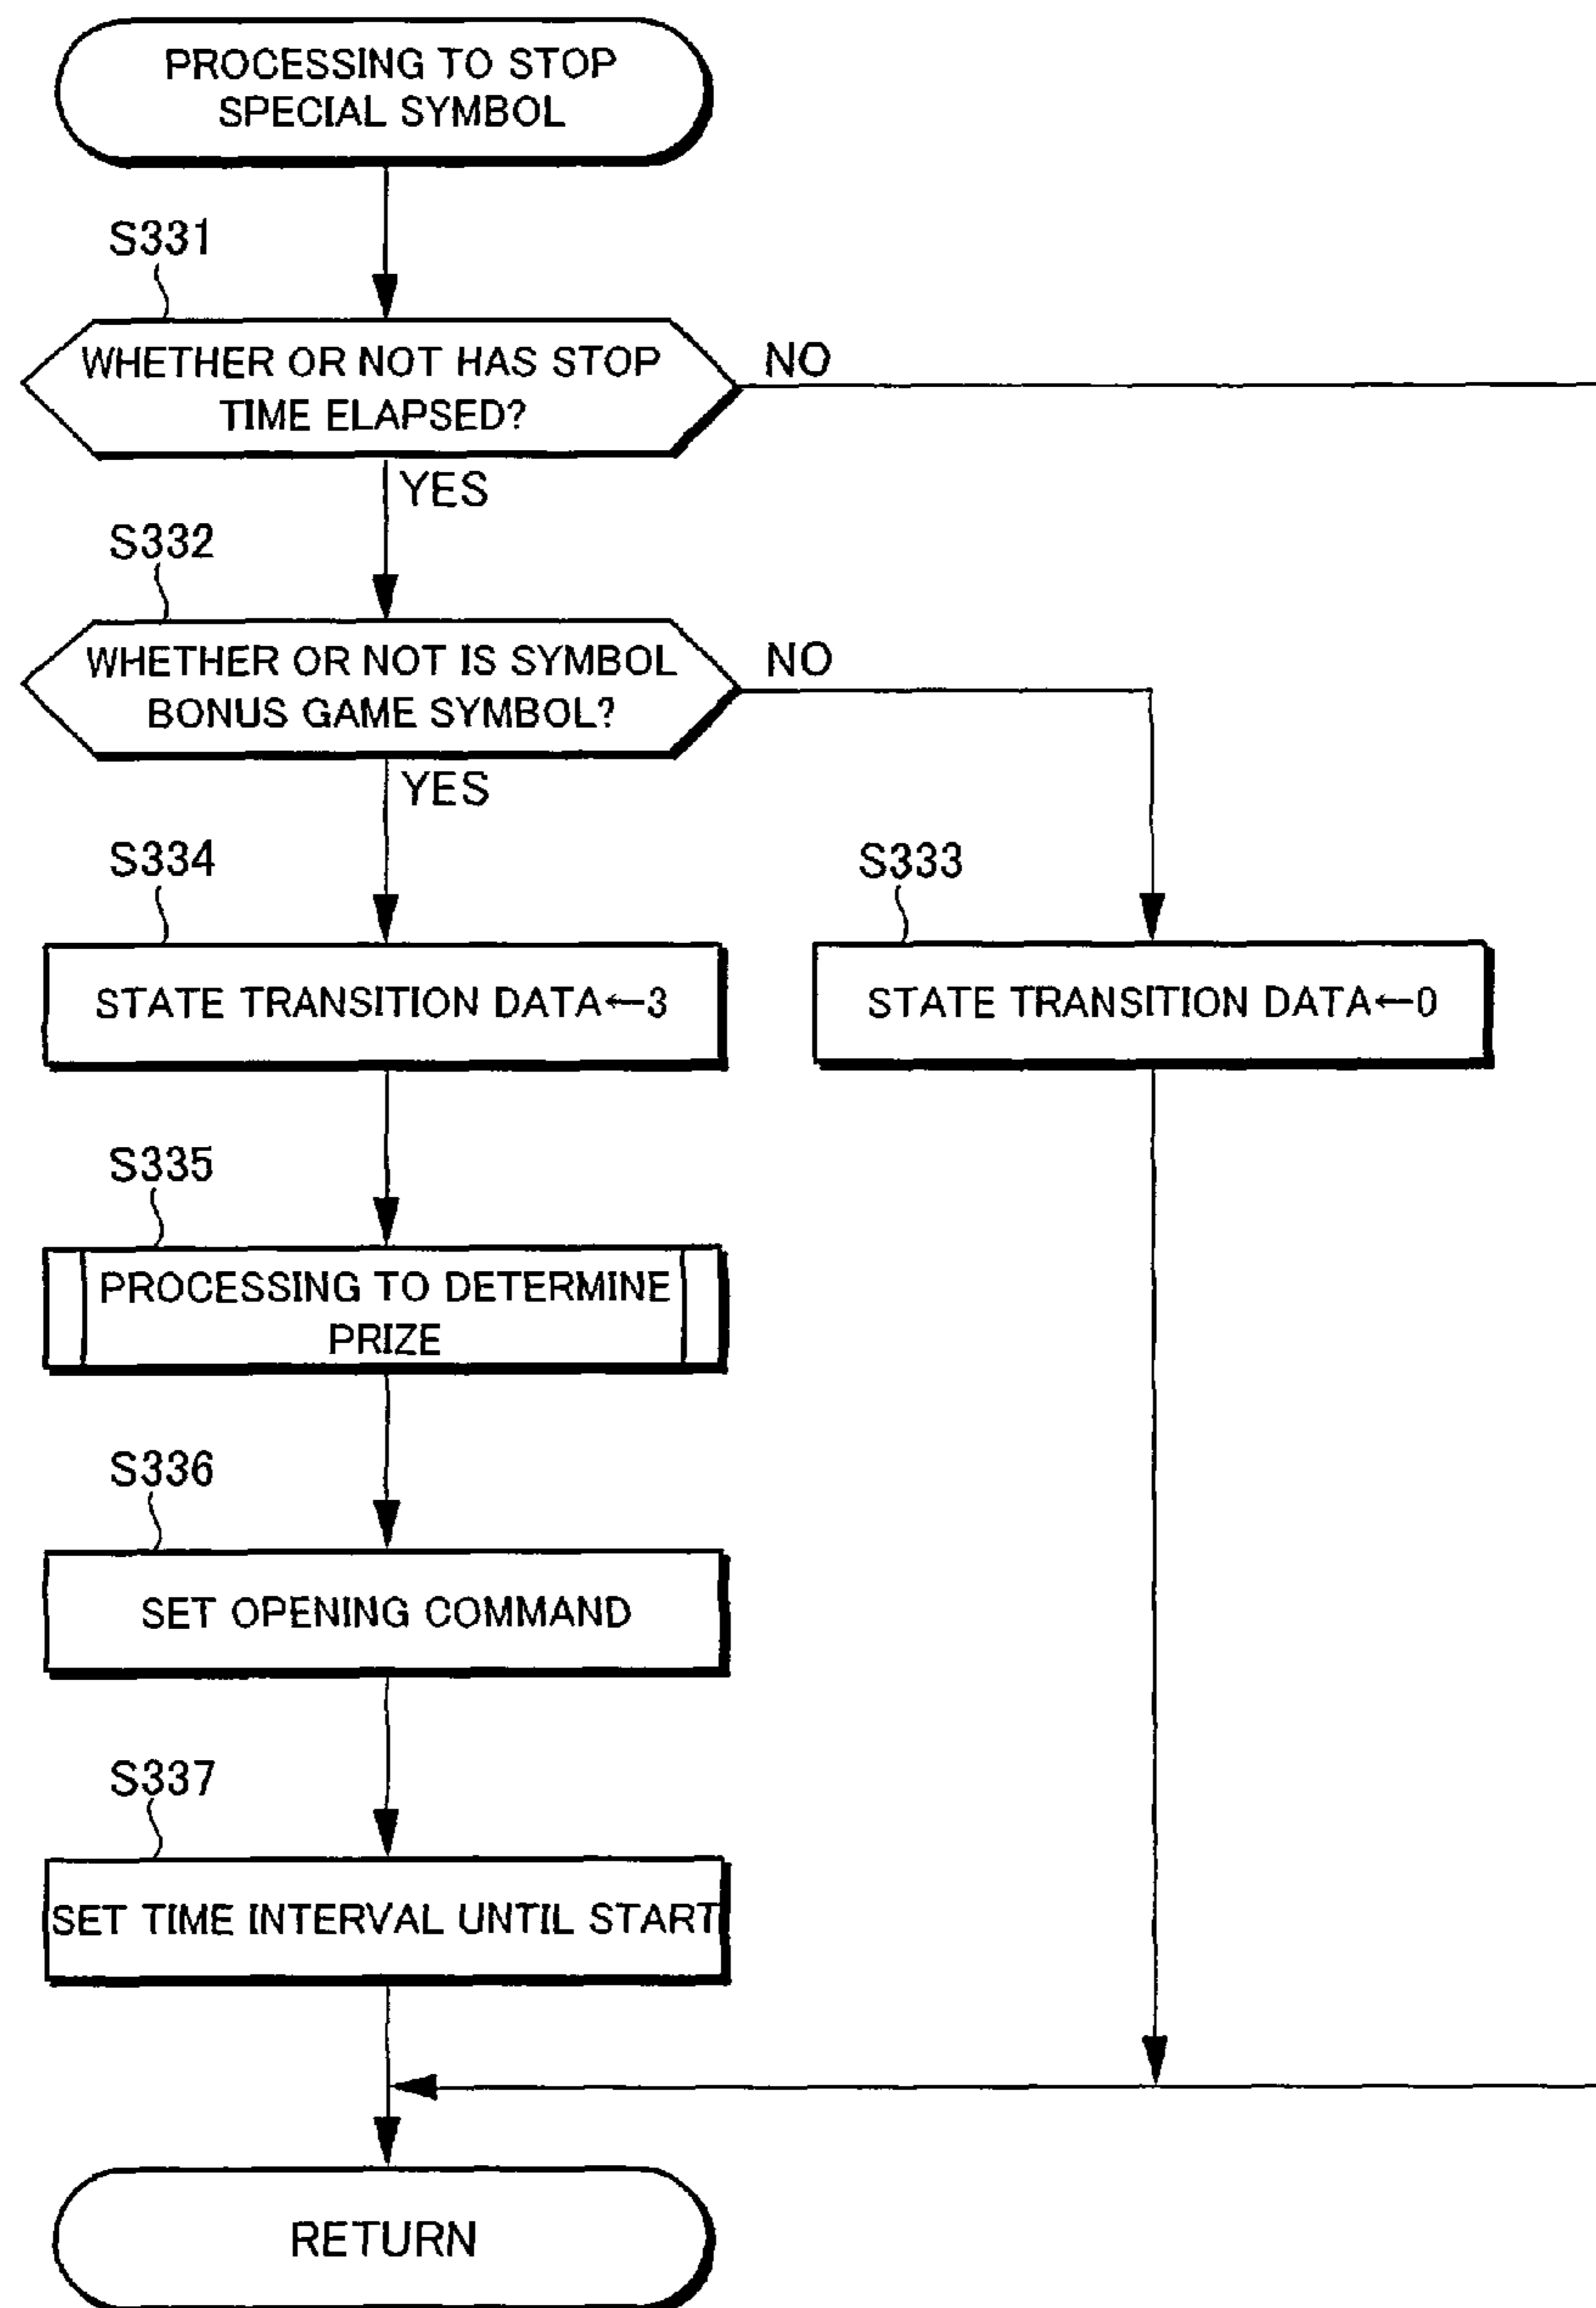 PROCESSING TO STOP
SPECIAL SYMBOL
S331
WHETHER OR NOT HAS STOP
TIME ELAPSED?
NO
YES
S332
WHETHER OR NOT IS SYMBOL
BONUS GAME SYMBOL?
NO
YES
S334
STATE TRANSITION DATA←3
S333
STATE TRANSITION DATA←0
S335
PROCESSING TO DETERMINE
PRIZE
S336
SET OPENING COMMAND
S337
SET TIME INTERVAL UNTIL START
RETURN